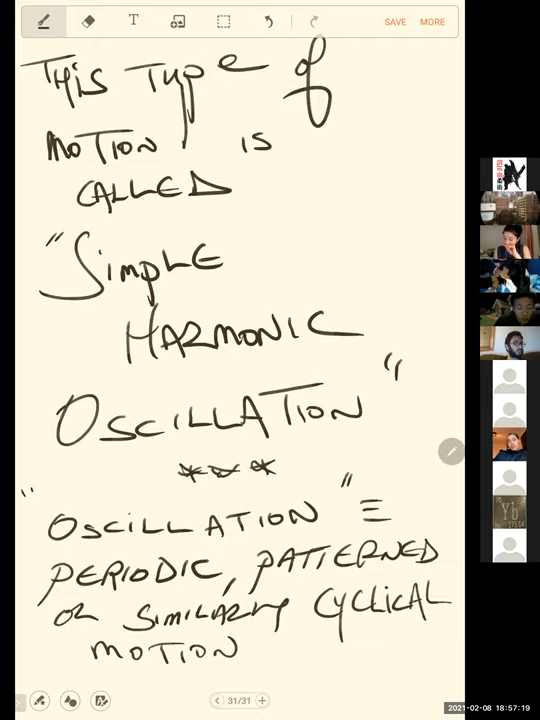 T
SAVE
MORE
THIS TYPE of
MOTION IS
CALLED
"SIMPLE
HARMONIC
OSCILLATION"
***
"OSCILLATION" ≡
PERIODIC, PATTERNED
OR SIMILARLY CYCLICAL
MOTION
31/31
Yb
2021-02-08 18:57:19